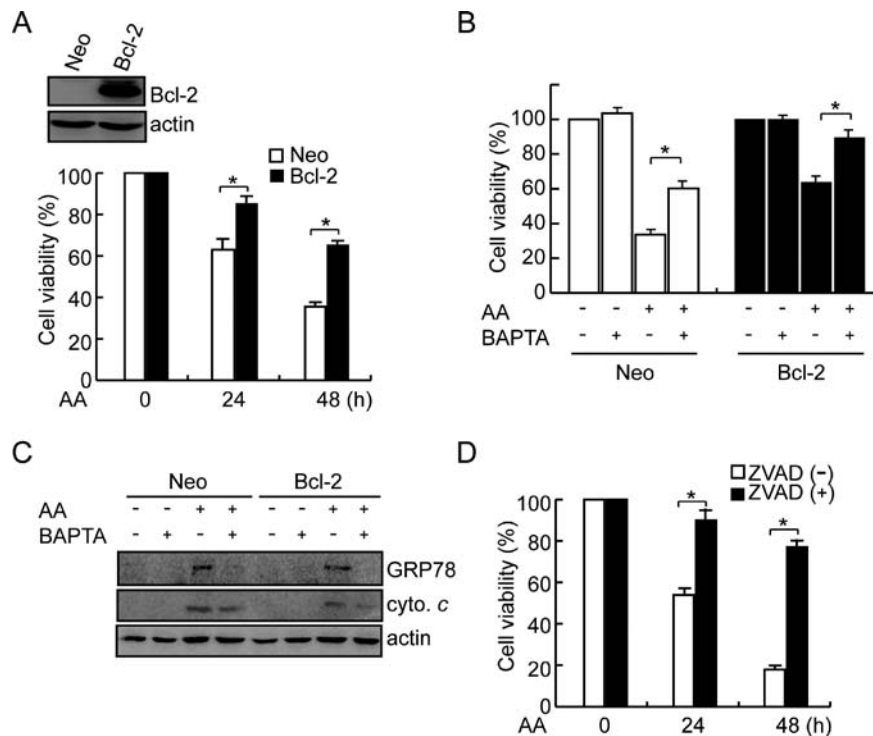 A
Neo
Bcl-2
Bcl-2
actin
Neo
Bcl-2
*
*
Cell viability (%)
100
80
60
40
20
0
AA 0 24 48 (h)
B
*
*
Cell viability (%)
100
80
60
40
20
0
AA - - + + - - + +
BAPTA - + - + - + - +
Neo Bcl-2
C
Neo Bcl-2
AA - - + + - - + +
BAPTA - + - + - + - +
GRP78
cyto. c
actin
D
ZVAD (-)
ZVAD (+)
*
*
Cell viability (%)
100
80
60
40
20
0
AA 0 24 48 (h)